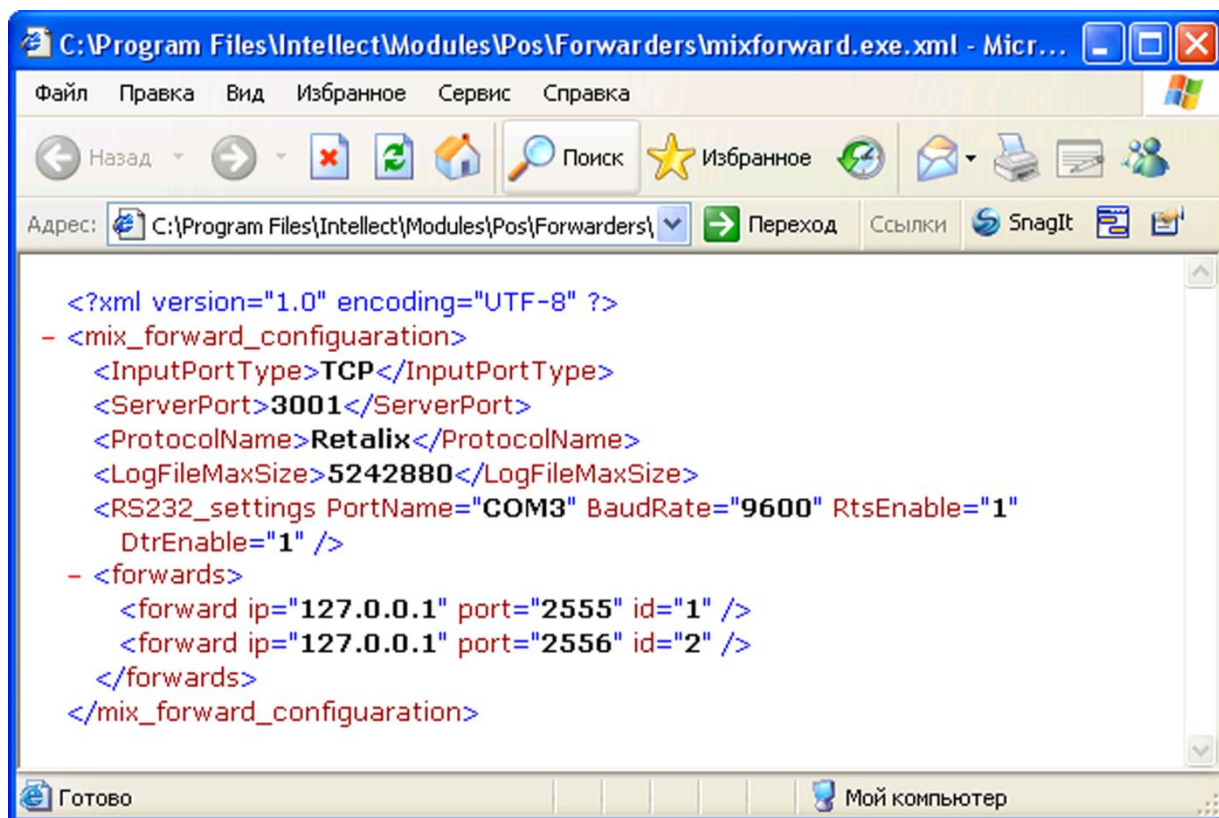 C:\Program Files\Intellect\Modules\Pos\Forwarders\mixforward.exe.xml - Micr...
Файл Правка Вид Избранное Сервис Справка
Назад Поиск Избранное
Адрес: C:\Program Files\Intellect\Modules\Pos\Forwarders\ Переход Ссылки SnagIt
<?xml version="1.0" encoding="UTF-8" ?>
- <mix_forward_configuaration>
<InputPortType>TCP</InputPortType>
<ServerPort>3001</ServerPort>
<ProtocolName>Retalix</ProtocolName>
<LogFileMaxSize>5242880</LogFileMaxSize>
<RS232_settings PortName="COM3" BaudRate="9600" RtsEnable="1"
DtrEnable="1" />
- <forwards>
<forward ip="127.0.0.1" port="2555" id="1" />
<forward ip="127.0.0.1" port="2556" id="2" />
</forwards>
</mix_forward_configuaration>
Готово Мой компьютер